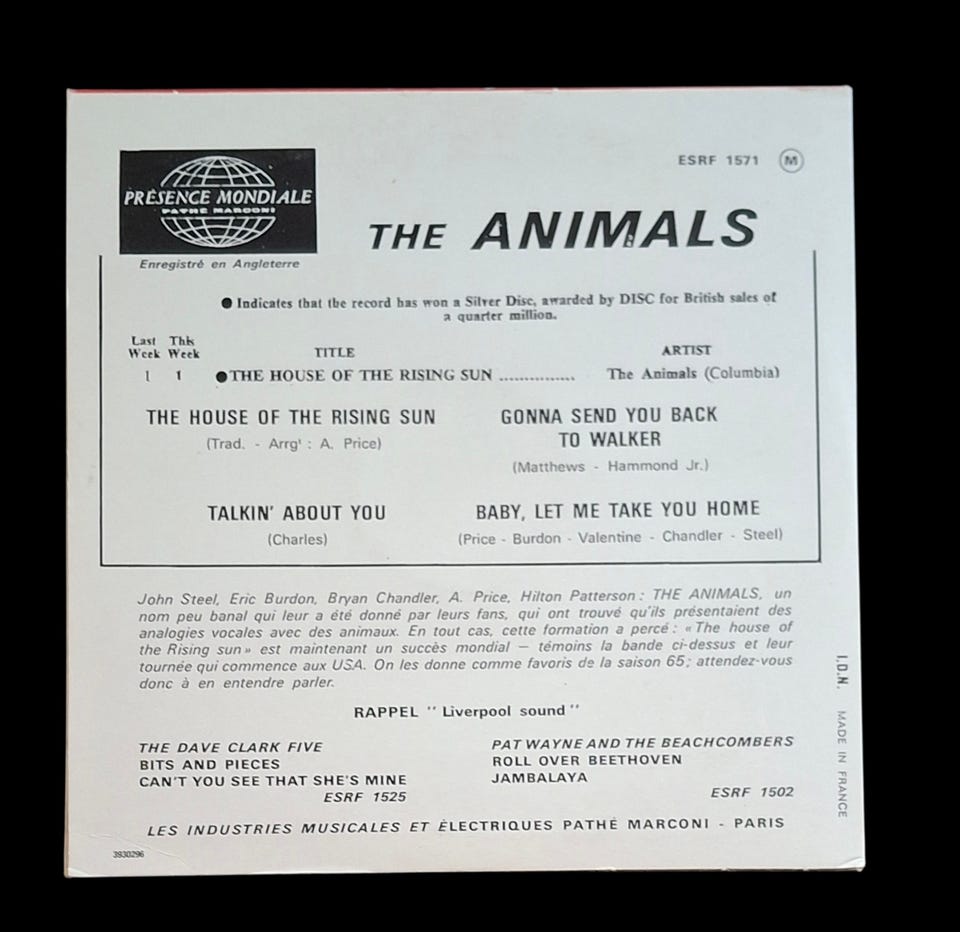 ESRF 1571 M
PRÉSENCE MONDIALE
PATHÉ MARCONI
THE ANIMALS
Enregistré en Angleterre
● Indicates that the record has won a Silver Disc, awarded by DISC for British sales of
a quarter million.
Last This
Week Week TITLE ARTIST
1 1 ● THE HOUSE OF THE RISING SUN ............... The Animals (Columbia)
THE HOUSE OF THE RISING SUN
(Trad. - Arrgt : A. Price)
GONNA SEND YOU BACK
TO WALKER
(Matthews - Hammond Jr.)
TALKIN' ABOUT YOU
(Charles)
BABY, LET ME TAKE YOU HOME
(Price - Burdon - Valentine - Chandler - Steel)
John Steel, Eric Burdon, Bryan Chandler, A. Price, Hilton Patterson : THE ANIMALS, un
nom peu banal qui leur a été donné par leurs fans, qui ont trouvé qu'ils présentaient des
analogies vocales avec des animaux. En tout cas, cette formation a percé : « The house of
the Rising sun » est maintenant un succès mondial — témoins la bande ci-dessus et leur
tournée qui commence aux USA. On les donne comme favoris de la saison 65 ; attendez-vous
donc à en entendre parler.
RAPPEL " Liverpool sound "
THE DAVE CLARK FIVE
BITS AND PIECES
CAN'T YOU SEE THAT SHE'S MINE
ESRF 1525
PAT WAYNE AND THE BEACHCOMBERS
ROLL OVER BEETHOVEN
JAMBALAYA
ESRF 1502
LES INDUSTRIES MUSICALES ET ÉLECTRIQUES PATHÉ MARCONI - PARIS
3930296
I.D.N. MADE IN FRANCE